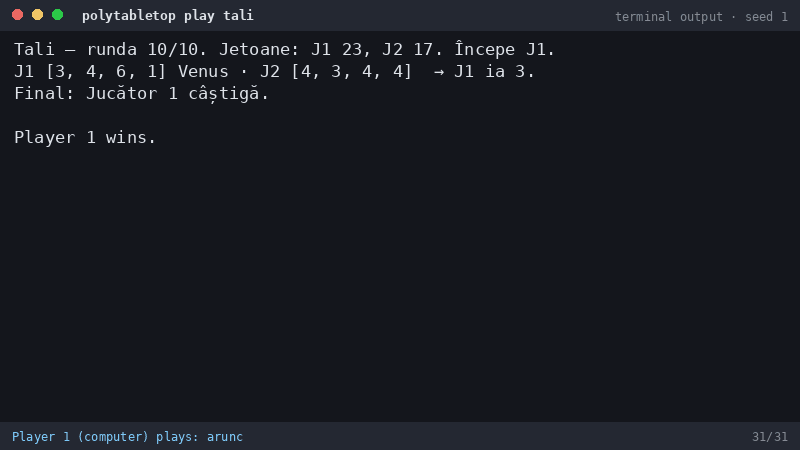 polytabletop play tali
terminal output · seed 1
Tali — runda 10/10. Jetoane: J1 23, J2 17. Începe J1.
J1 [3, 4, 6, 1] Venus · J2 [4, 3, 4, 4]  → J1 ia 3.
Final: Jucător 1 câștigă.
Player 1 wins.
Player 1 (computer) plays: arunc
31/31